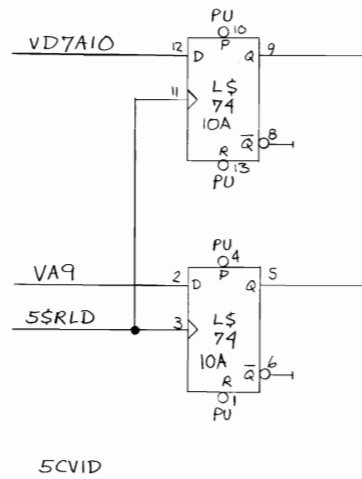 PU
10
VD7A10 12 D P Q 9
11 L$
74
10A
Q 8
R
13
PU
PU
4
VA9 2 D P Q 5
5$RLD 3 L$
74
10A
Q 6
R
1
PU
5CVID